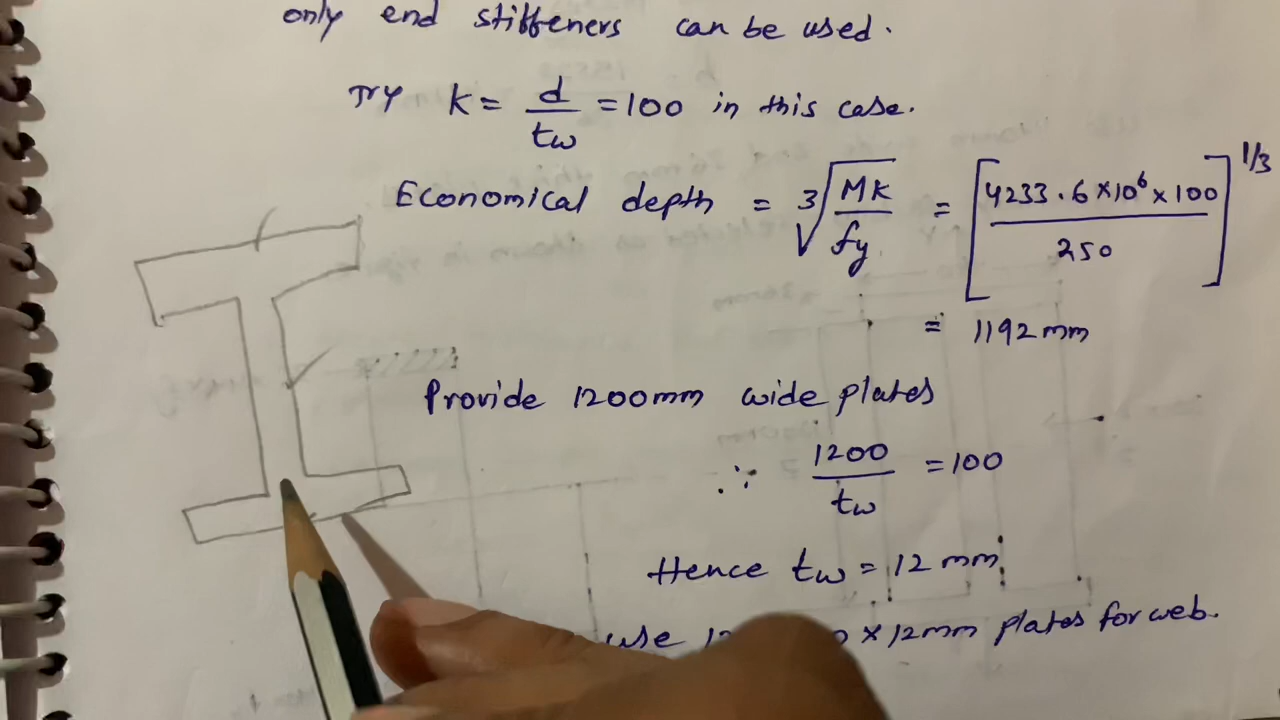 only end stiffeners can be used.
Try K = d/tw = 100 in this case.
Economical depth = ∛(MK/fy) = [4233.6×10⁶×100/250]^1/3
= 1192 mm
Provide 1200mm wide plates
∴ 1200/tw = 100
Hence tw = 12 mm
use ×12mm plates for web.